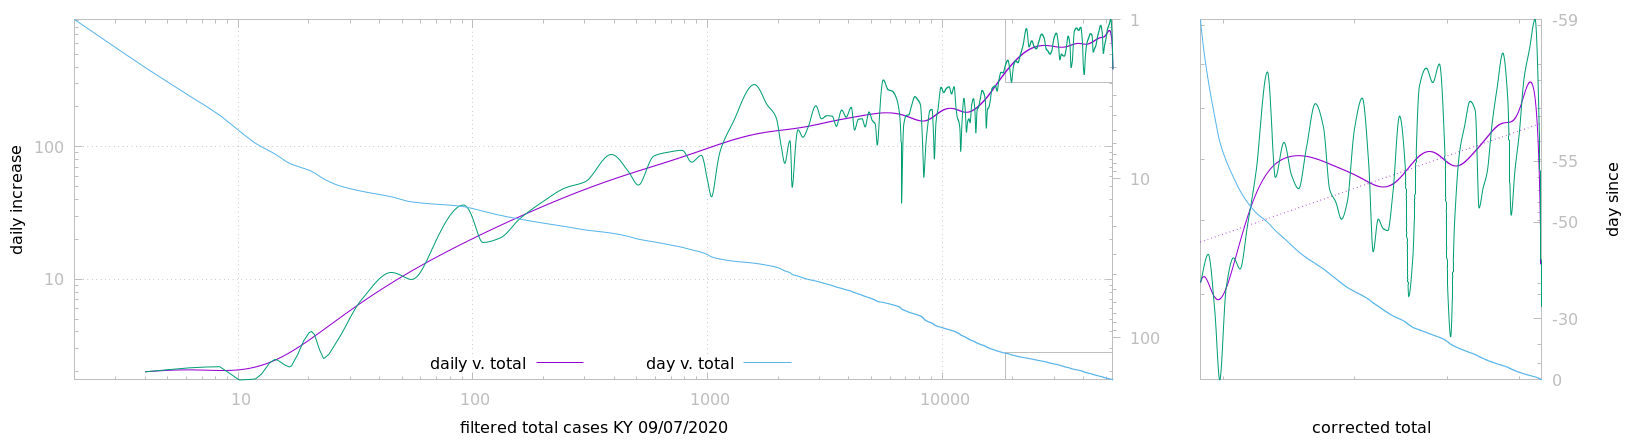 daily increase
100
10
10
100
1000
10000
1
10
100
daily v. total
day v. total
filtered total cases KY 09/07/2020
-59
-55
-50
-30
0
day since
corrected total